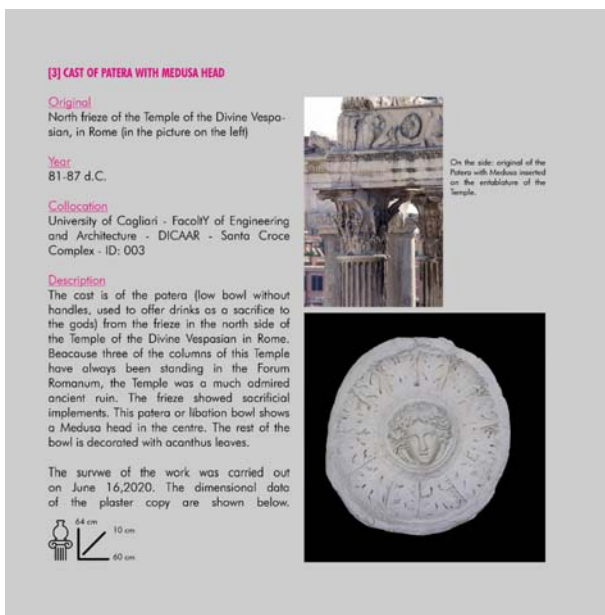 [3] CAST OF PATERA WITH MEDUSA HEAD
Original
North frieze of the Temple of the Divine Vespa-
sian, in Rome (in the picture on the left)
Year
81-87 d.C.
Collocation
University of Cagliari - FacoltY of Engineering
and Architecture - DICAAR - Santa Croce
Complex - ID: 003
Description
The cast is of the patera (low bowl without
handles, used to offer drinks as a sacrifice to
the gods) from the frieze in the north side of
the Temple of the Divine Vespasian in Rome.
Beacause three of the columns of this Temple
have always been standing in the Forum
Romanum, the Temple was a much admired
ancient ruin. The frieze showed sacrificial
implements. This patera or libation bowl shows
a Medusa head in the centre. The rest of the
bowl is decorated with acanthus leaves.
The survwe of the work was carried out
on June 16,2020. The dimensional data
of the plaster copy are shown below.
64 cm
10 cm
60 cm
On the side: original of the
Patera with Medusa inserted
on the entablature of the
Temple.